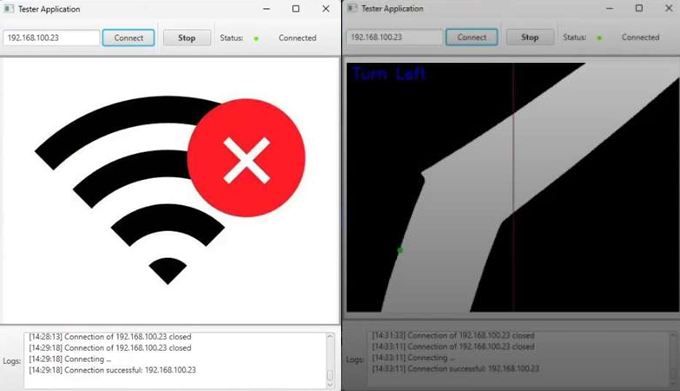 Tester Application
192.168.100.23 Connect Stop Status: Connected
Logs:
[14:28:13] Connection of 192.168.100.23 closed
[14:29:18] Connection of 192.168.100.23 closed
[14:29:18] Connecting ...
[14:29:18] Connection successful: 192.168.100.23
Tester Application
192.168.100.23 Connect Stop Status: Connected
Turn Left
Logs:
[14:31:33] Connection of 192.168.100.23 closed
[14:33:11] Connection of 192.168.100.23 closed
[14:33:11] Connecting ...
[14:33:11] Connection successful: 192.168.100.23